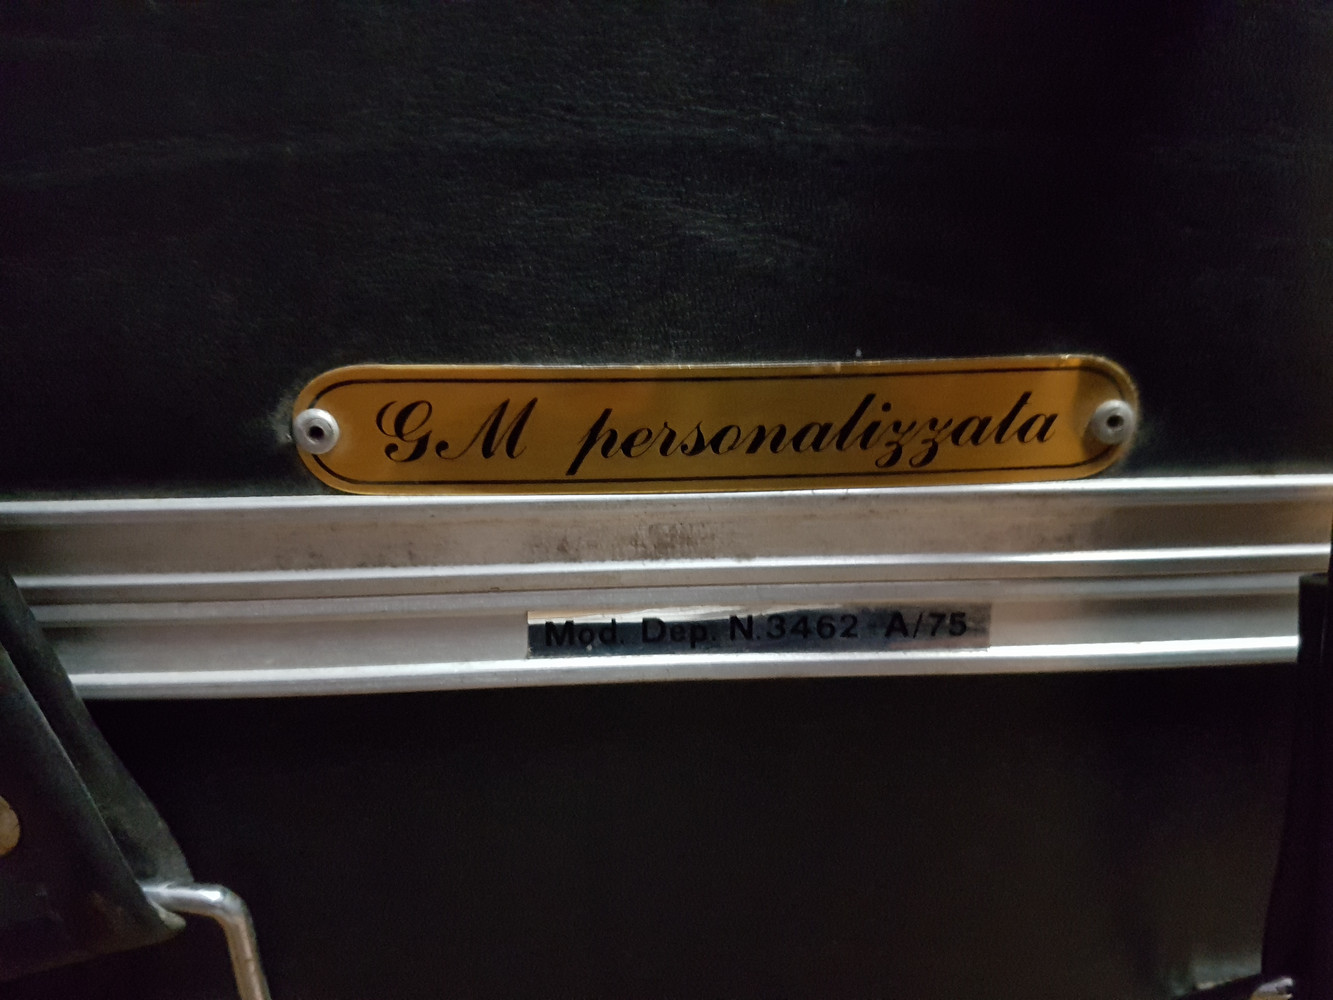 GM personalizzata
Mod. Dep. N.3462 A/75